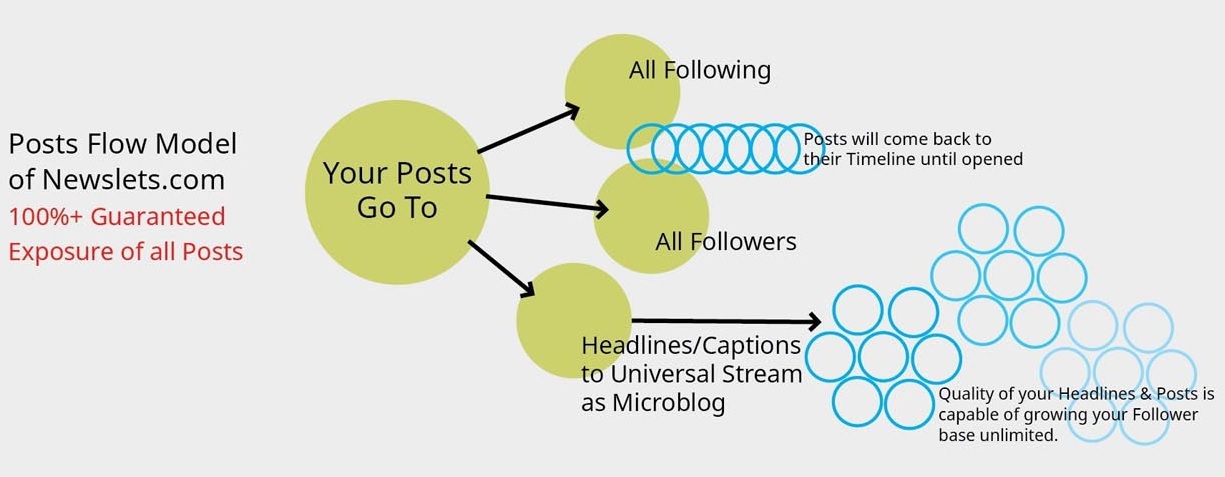 Posts Flow Model
of Newslets.com
100%+ Guaranteed
Exposure of all Posts
Your Posts
Go To
All Following
Posts will come back to
their Timeline until opened
All Followers
Headlines/Captions
to Universal Stream
as Microblog
Quality of your Headlines & Posts is
capable of growing your Follower
base unlimited.